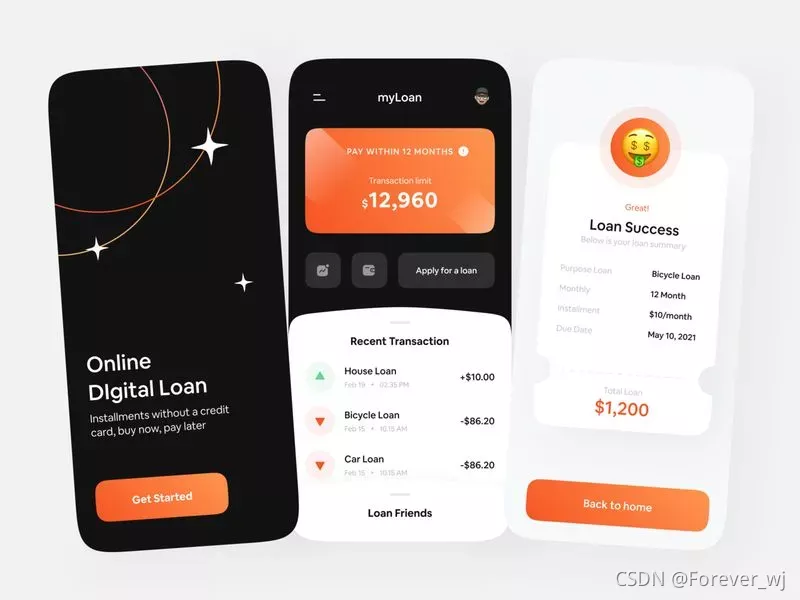 Online
DIgital Loan
Installments without a credit
card, buy now, pay later
Get Started
myLoan
PAY WITHIN 12 MONTHS
Transaction limit
$12,960
Apply for a loan
Recent Transaction
House Loan
+$10.00
Feb 19 • 02.35 PM
Bicycle Loan
-$86.20
Feb 15 • 10.15 AM
Car Loan
-$86.20
Feb 15 • 10.15 AM
Loan Friends
Great!
Loan Success
Below is your loan summary
Purpose Loan Bicycle Loan
Monthly 12 Month
Installment $10/month
Due Date May 10, 2021
Total Loan
$1,200
Back to home
CSDN @Forever_wj